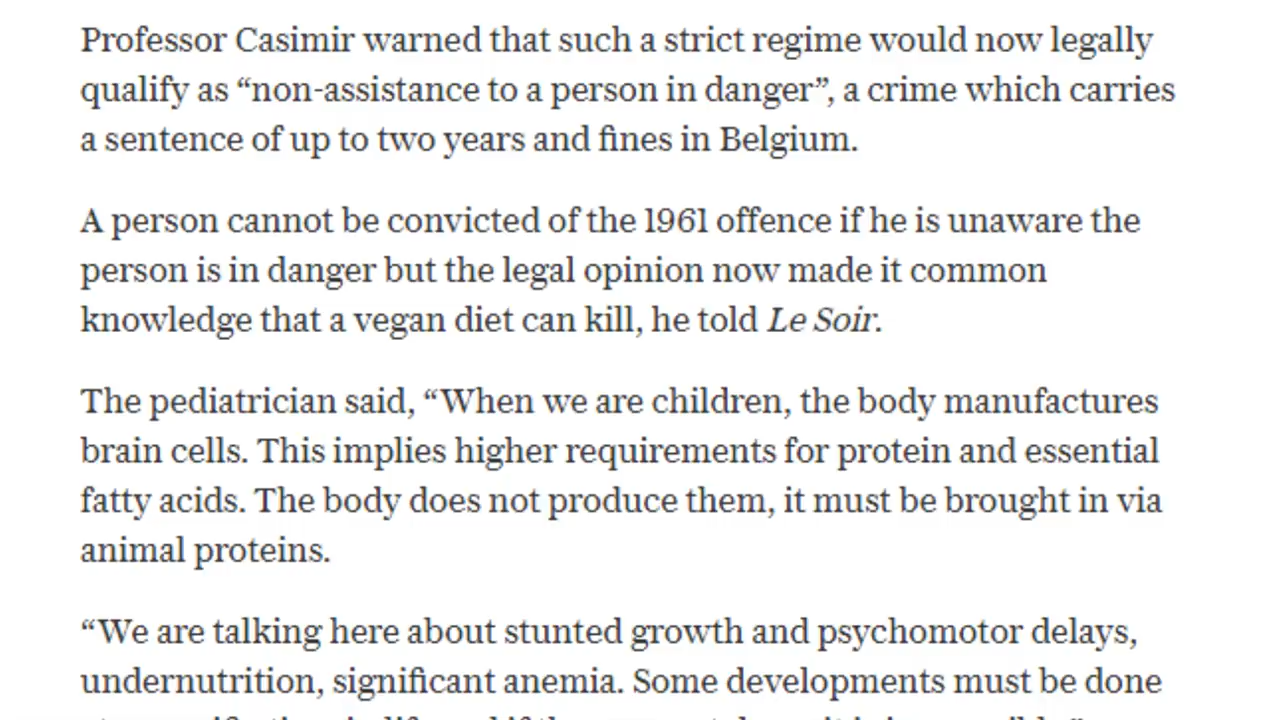 Professor Casimir warned that such a strict regime would now legally
qualify as “non-assistance to a person in danger”, a crime which carries
a sentence of up to two years and fines in Belgium.
A person cannot be convicted of the 1961 offence if he is unaware the
person is in danger but the legal opinion now made it common
knowledge that a vegan diet can kill, he told Le Soir.
The pediatrician said, “When we are children, the body manufactures
brain cells. This implies higher requirements for protein and essential
fatty acids. The body does not produce them, it must be brought in via
animal proteins.
“We are talking here about stunted growth and psychomotor delays,
undernutrition, significant anemia. Some developments must be done